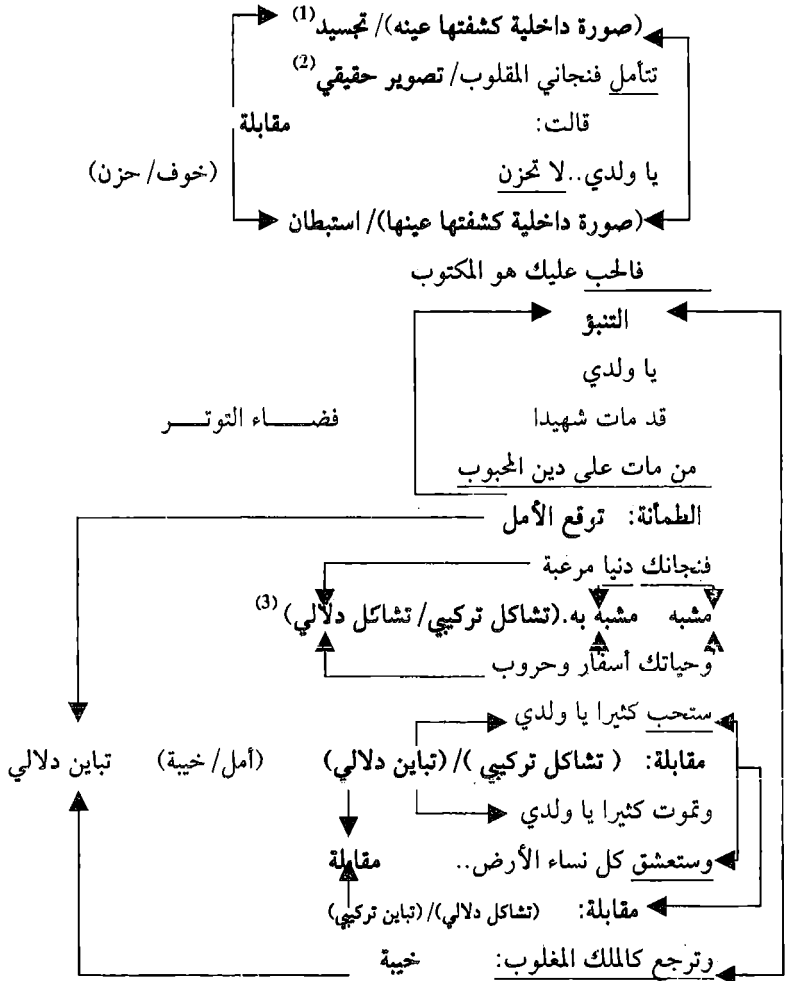 (صورة داخلية كشفتها عينه)/ تجسيد (1)
تتأمل فنجاني المقلوب/ تصوير حقيقي (2)
قالت: مقابلة
يا ولدي..لا تحزن (خوف/ حزن)
(صورة داخلية كشفتها عينها)/ استبطان
فالحب عليك هو المكتوب
التنبؤ
يا ولدي
قد مات شهيدا فضـــــاء التوتـــــر
من مات على دين المحبوب
الطمأنة: توقع الأمل
فنجانك دنيا مرعبة
مشبه مشبه به.(تشاكل تركيبي/ تشاكل دلالي) (3)
وحياتك أسفار وحروب
ستحب كثيرا يا ولدي
مقابلة: ( تشاكل تركيبي )/ (تباين دلالي) (أمل/ خيبة) تباين دلالي
وتموت كثيرا يا ولدي
وستعشق كل نساء الأرض.. مقابلة
مقابلة: (تشاكل دلالي)/ (تباين تركيبي)
وترجع كالملك المغلوب: خيبة